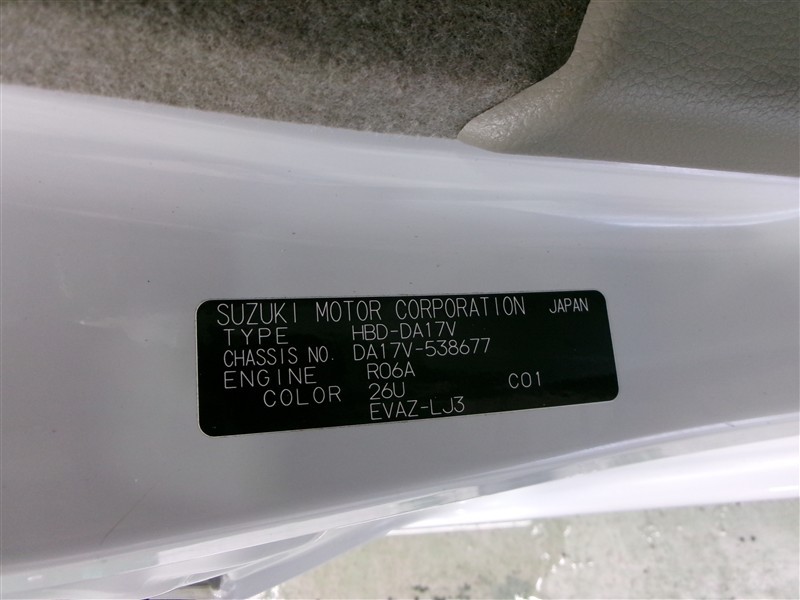 SUZUKI MOTOR CORPORATION JAPAN
TYPE HBD-DA17V
CHASSIS NO. DA17V-538677
ENGINE R06A
COLOR 26U C01
EVAZ-LJ3